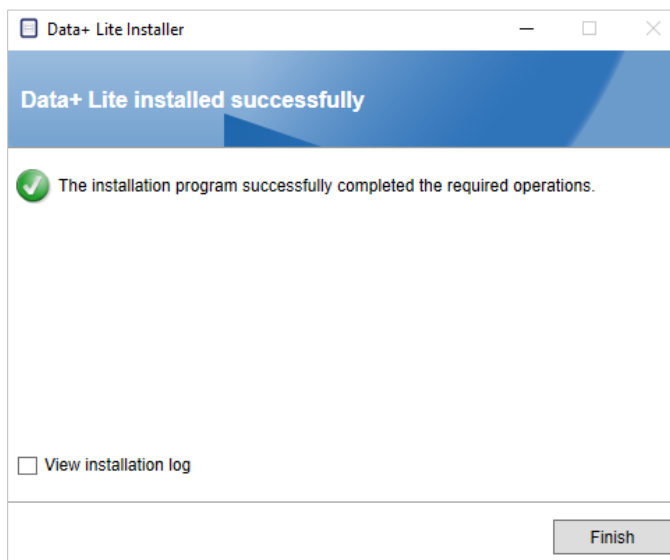 Data+ Lite Installer
Data+ Lite installed successfully
The installation program successfully completed the required operations.
View installation log
Finish